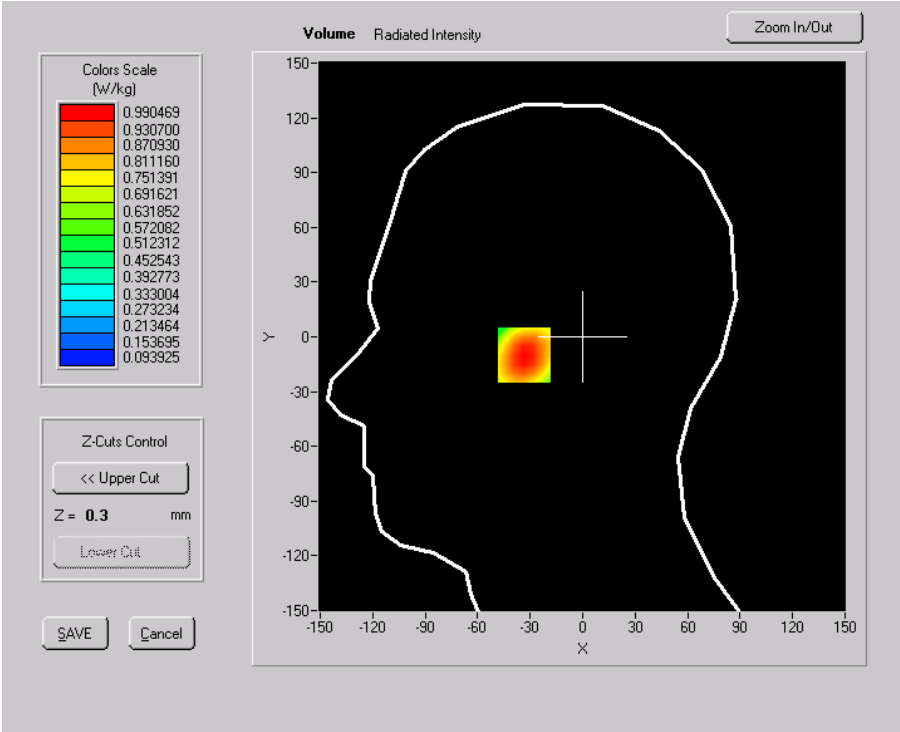 Volume Radiated Intensity
Zoom In/Out
Colors Scale
(W/kg)
0.990469
0.930700
0.870930
0.811160
0.751391
0.691621
0.631852
0.572082
0.512312
0.452543
0.392773
0.333004
0.273234
0.213464
0.153695
0.093925
Z-Cuts Control
<< Upper Cut
Z = 0.3 mm
Lower Cut
SAVE
Cancel
150
120
90
60
30
0
-30
-60
-90
-120
-150
Y
-150 -120 -90 -60 -30 0 30 60 90 120 150
X